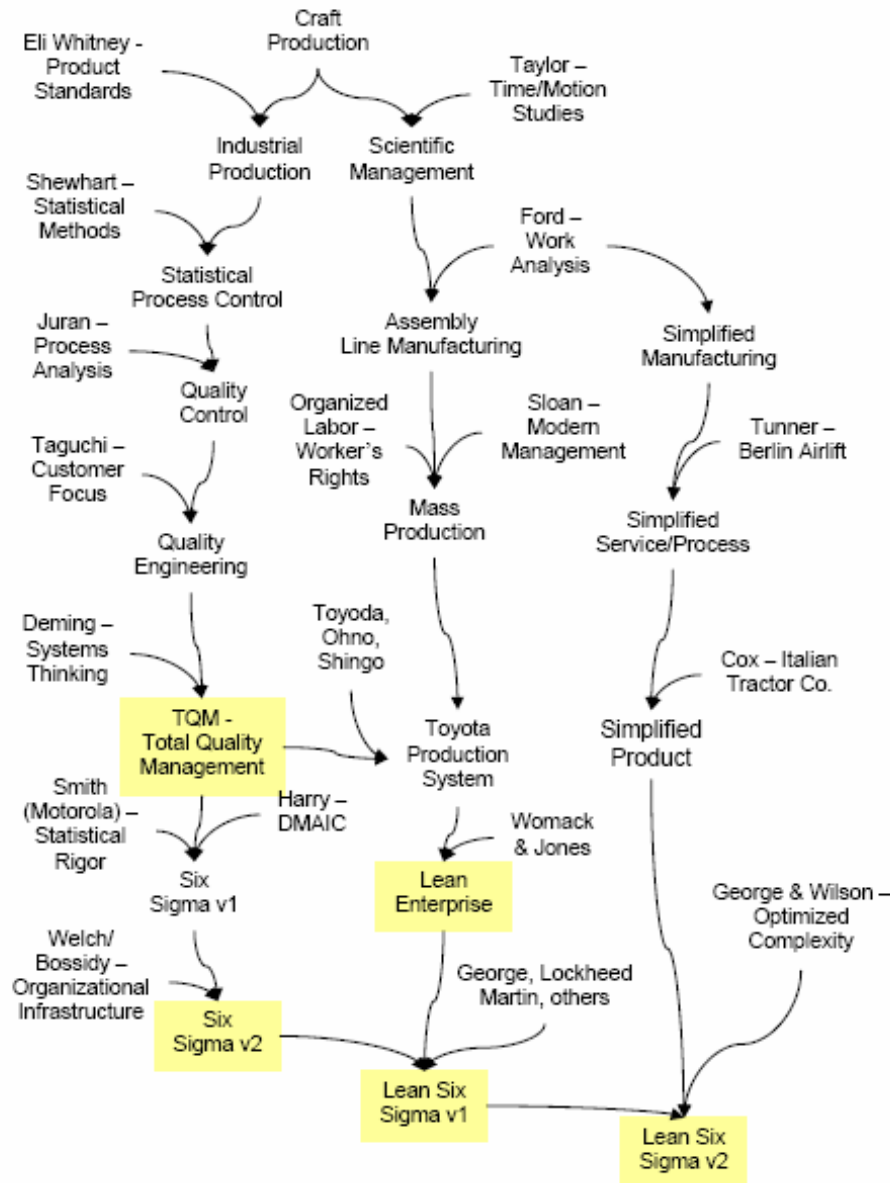 Craft
Production
Eli Whitney -
Product
Standards
Taylor –
Time/Motion
Studies
Industrial
Production
Scientific
Management
Shewhart –
Statistical
Methods
Ford –
Work
Analysis
Statistical
Process Control
Assembly
Line Manufacturing
Simplified
Manufacturing
Juran –
Process
Analysis
Quality
Control
Organized
Labor –
Worker's
Rights
Sloan –
Modern
Management
Tunner –
Berlin Airlift
Taguchi –
Customer
Focus
Mass
Production
Simplified
Service/Process
Quality
Engineering
Deming –
Systems
Thinking
Toyoda,
Ohno,
Shingo
Cox – Italian
Tractor Co.
TQM -
Total Quality
Management
Toyota
Production
System
Simplified
Product
Smith
(Motorola) –
Statistical
Rigor
Harry –
DMAIC
Womack
& Jones
Six
Sigma v1
Lean
Enterprise
George & Wilson –
Optimized
Complexity
Welch/
Bossidy –
Organizational
Infrastructure
George, Lockheed
Martin, others
Six
Sigma v2
Lean Six
Sigma v1
Lean Six
Sigma v2